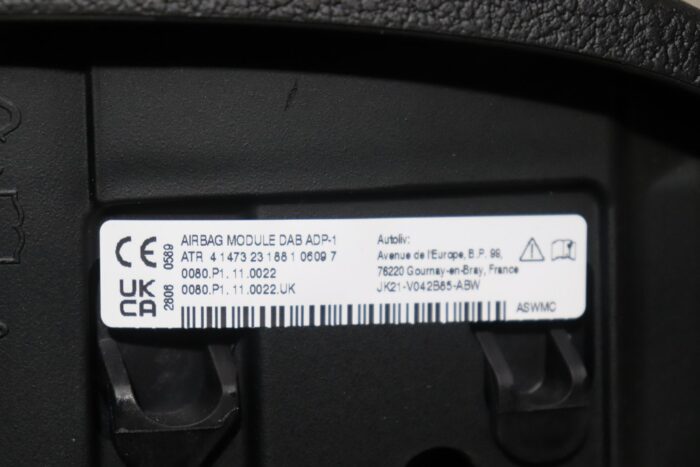 CE 0589
UKCA 2806
AIRBAG MODULE DAB ADP-1
ATR 4 1473 23 188 1 0609 7
0080.P1. 11.0022
0080.P1. 11.0022.UK
Autoliv:
Avenue de l'Europe, B.P. 99,
76220 Gournay-en-Bray, France
JK21-V042B85-ABW
ASWMC